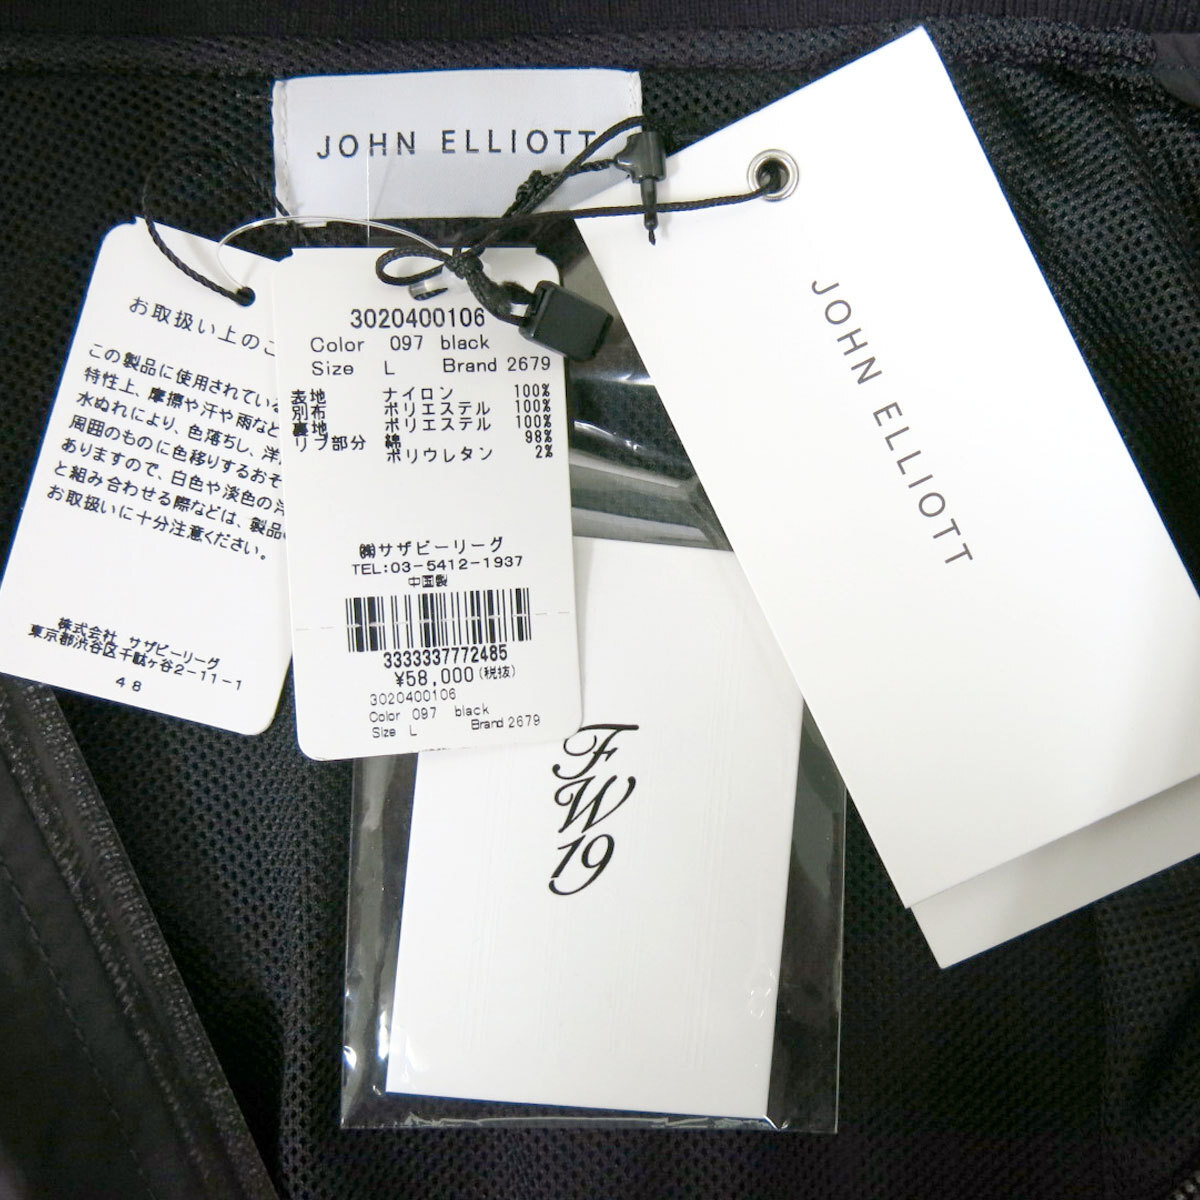 JOHN ELLIOTT
お取扱い上のご
この製品に使用されている
特性上、摩擦や汗や雨など
水ぬれにより、色落ちし、洋
周囲のものに色移りするおそ
ありますので、白色や淡色の洋
と組み合わせる際などは、製品
お取扱いに十分注意ください。
株式会社 サザビーリーグ
東京都渋谷区千駄ヶ谷2-11-1
48
3020400106
Color 097 black
Size L Brand 2679
表地 ナイロン 100%
別布 ポリエステル 100%
裏地 ポリエステル 100%
リブ部分 綿 98%
ポリウレタン 2%
㈱サザビーリーグ
TEL:03-5412-1937
中国製
3333337772485
¥58,000(税抜)
3020400106
Color 097 black
Size L Brand 2679
JOHN ELLIOTT
FW
19